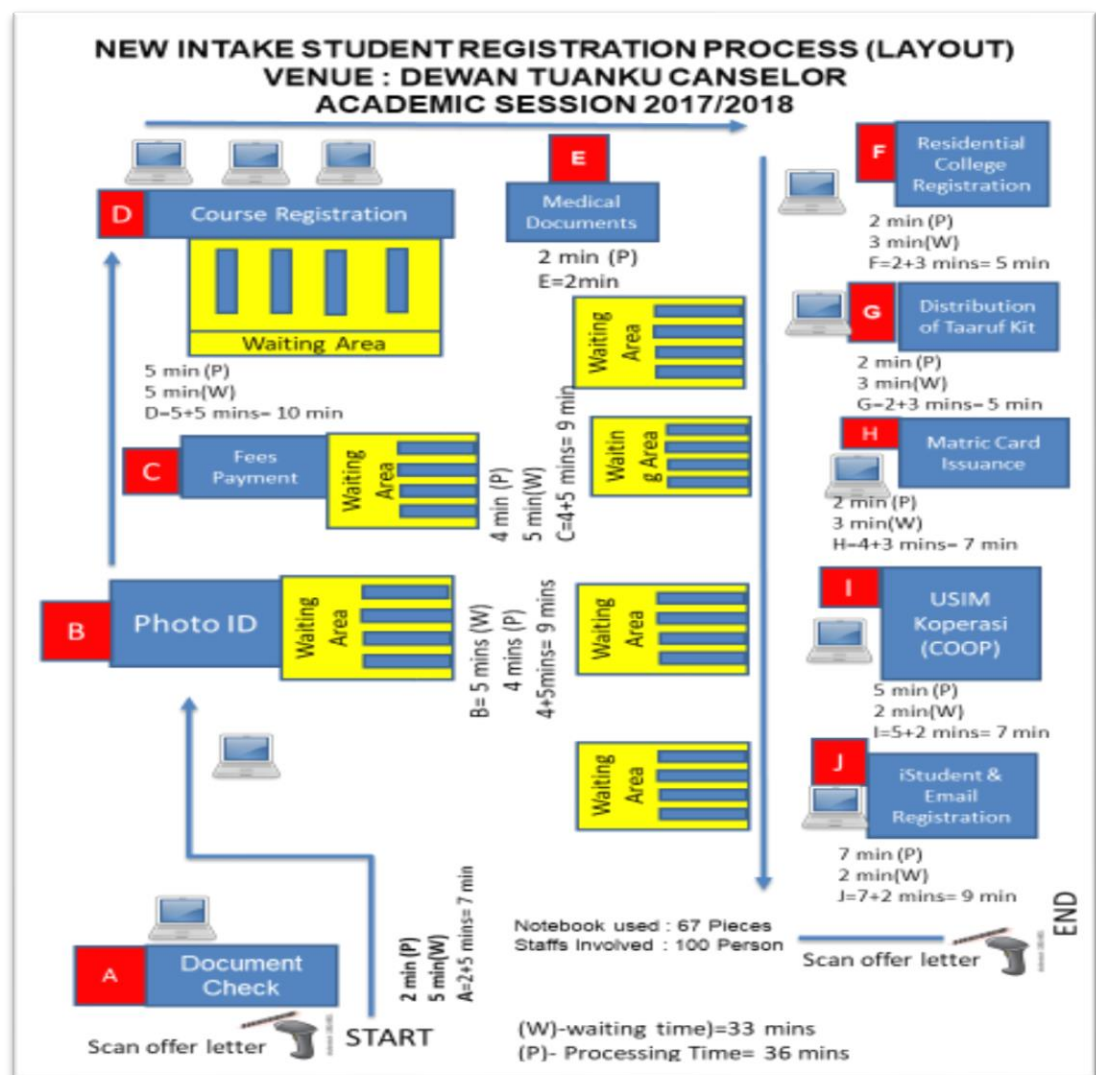 NEW INTAKE STUDENT REGISTRATION PROCESS (LAYOUT)
VENUE : DEWAN TUANKU CANSELOR
ACADEMIC SESSION 2017/2018
D
Course Registration
Waiting Area
5 min (P)
5 min(W)
D=5+5 mins= 10 min
E
Medical
Documents
2 min (P)
E=2min
F
Residential
College
Registration
2 min (P)
3 min(W)
F=2+3 mins= 5 min
G
Distribution
of Taaruf Kit
2 min (P)
3 min(W)
G=2+3 mins= 5 min
H
Matric Card
Issuance
2 min (P)
3 min(W)
H=4+3 mins= 7 min
I
USIM
Koperasi
(COOP)
5 min (P)
2 min(W)
I=5+2 mins= 7 min
J
iStudent &
Email
Registration
7 min (P)
2 min(W)
J=7+2 mins= 9 min
Waiting
Area
Waitin
g Area
Waiting
Area
Waiting
Area
C
Fees
Payment
Waiting
Area
4 min (P)
5 min(W)
C=4+5 mins= 9 min
B
Photo ID
Waiting
Area
B= 5 mins (W)
4 mins (P)
4+5mins= 9 mins
A
Document
Check
2 min (P)
5 min(W)
A=2+5 mins= 7 min
Scan offer letter
START
Notebook used : 67 Pieces
Staffs Involved : 100 Person
Scan offer letter
END
(W)-waiting time)=33 mins
(P)- Processing Time= 36 mins